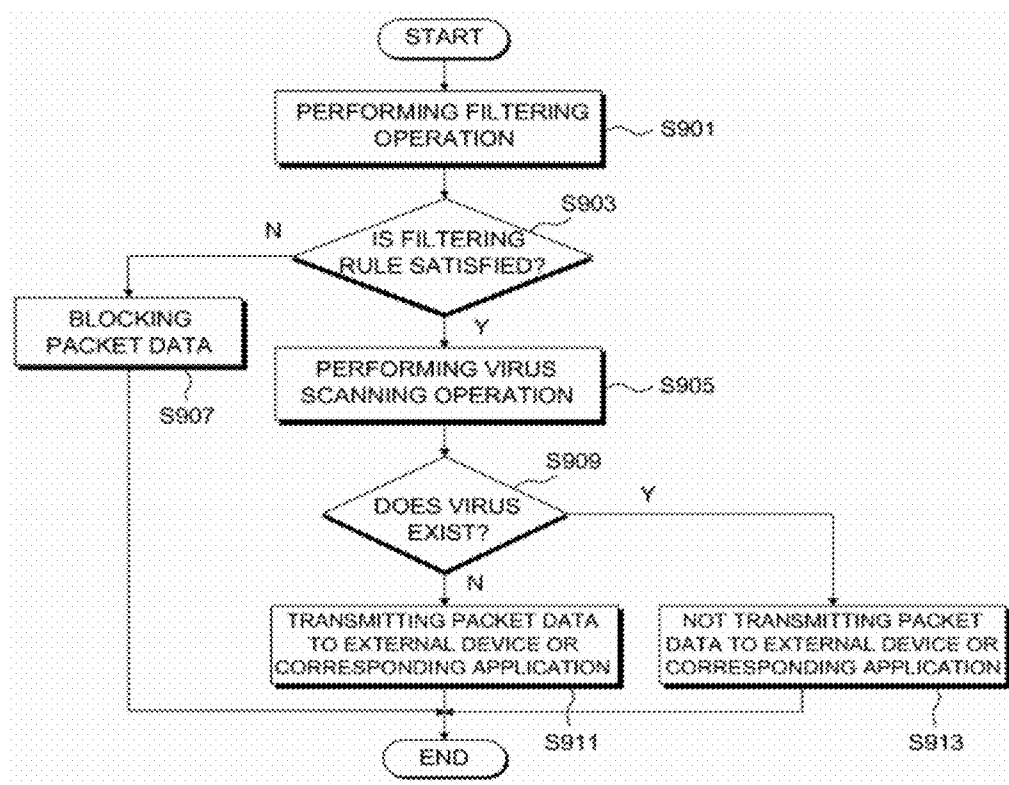 START
PERFORMING FILTERING
OPERATION
S901
S903
N
IS FILTERING
RULE SATISFIED?
BLOCKING
PACKET DATA
S907
Y
PERFORMING VIRUS
SCANNING OPERATION
S905
S909
DOES VIRUS
EXIST?
Y
N
TRANSMITTING PACKET DATA
TO EXTERNAL DEVICE OR
CORRESPONDING APPLICATION
S911
NOT TRANSMITTING PACKET
DATA TO EXTERNAL DEVICE OR
CORRESPONDING APPLICATION
S913
END